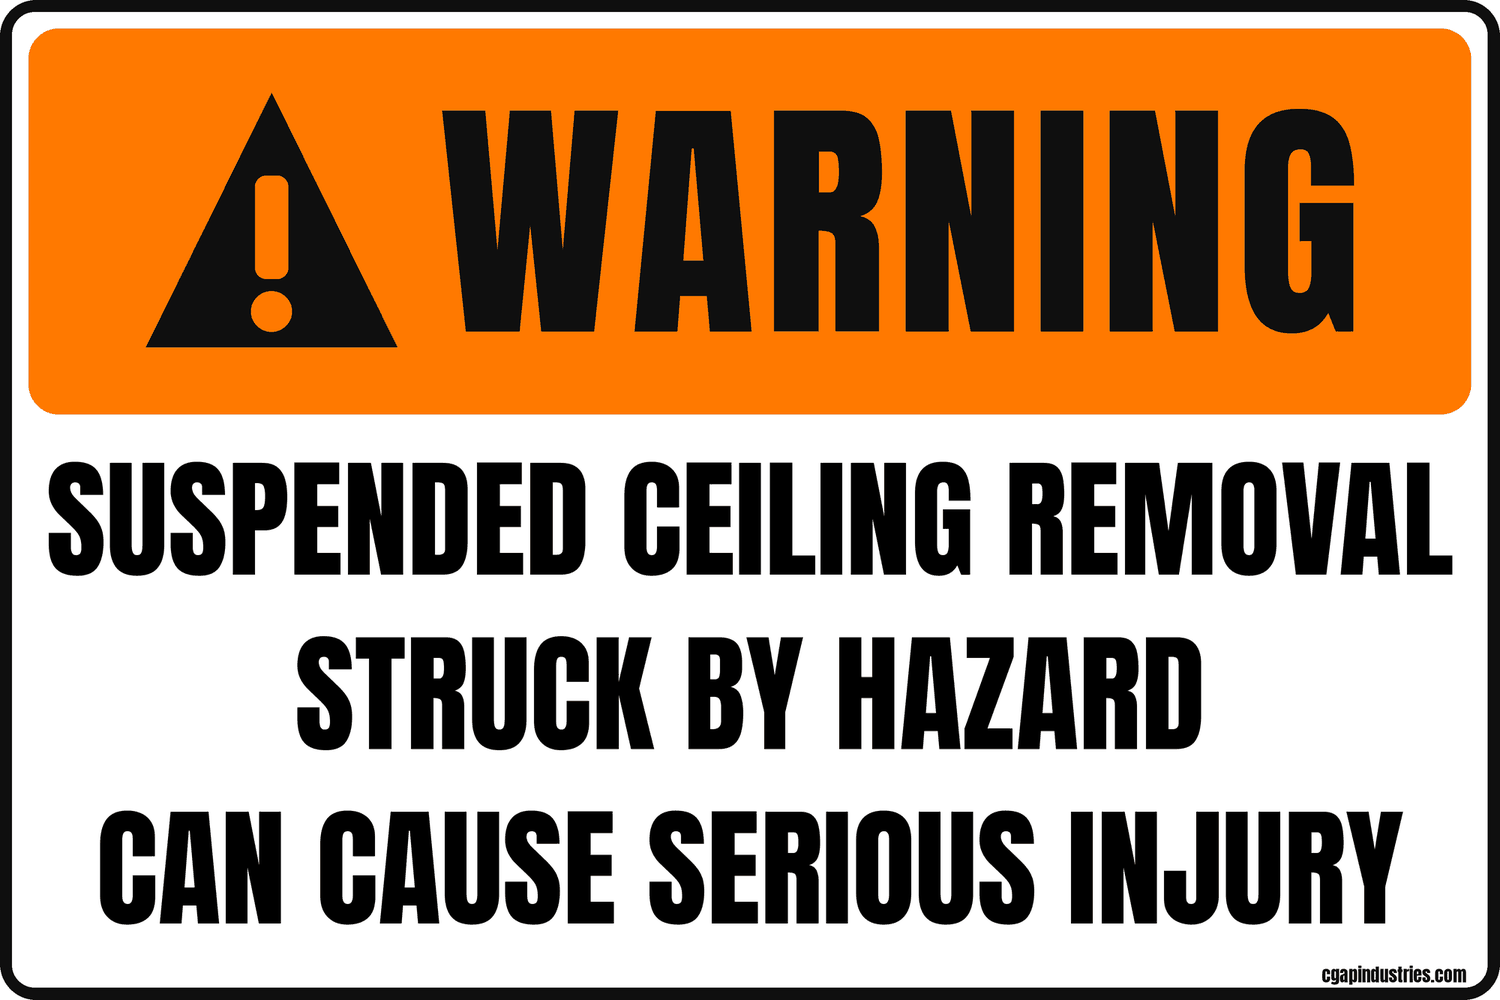 WARNING
SUSPENDED CEILING REMOVAL
STRUCK BY HAZARD
CAN CAUSE SERIOUS INJURY
cgapindustries.com